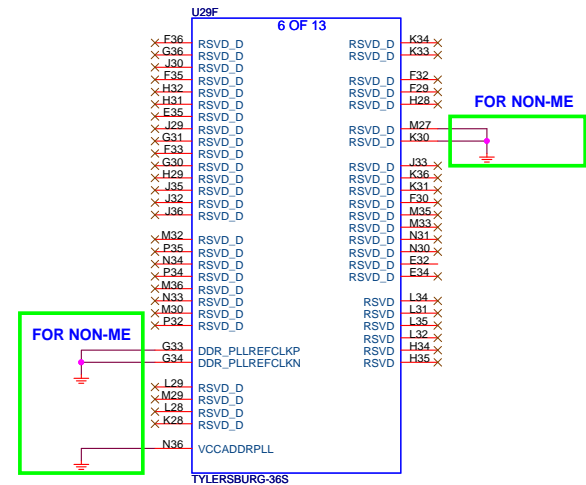 U29F
6 OF 13
F36 RSVD_D RSVD_D K34
G36 RSVD_D RSVD_D K33
J30 RSVD_D
F35 RSVD_D RSVD_D F32
H32 RSVD_D RSVD_D F29
H31 RSVD_D RSVD_D H28
FOR NON-ME
E35 RSVD_D
J29 RSVD_D RSVD_D M27
G31 RSVD_D RSVD_D K30
F33 RSVD_D
G30 RSVD_D RSVD_D J33
H29 RSVD_D RSVD_D K36
J35 RSVD_D RSVD_D K31
J32 RSVD_D RSVD_D F30
J36 RSVD_D RSVD_D M35
RSVD_D M33
M32 RSVD_D RSVD_D N31
P35 RSVD_D RSVD_D N30
N34 RSVD_D RSVD_D E32
P34 RSVD_D RSVD_D E34
M36 RSVD_D
N33 RSVD_D RSVD L34
M30 RSVD_D RSVD L31
P32 RSVD_D RSVD L35
FOR NON-ME
RSVD L32
G33 DDR_PLLREFCLKP RSVD H34
G34 DDR_PLLREFCLKN RSVD H35
L29 RSVD_D
M29 RSVD_D
L28 RSVD_D
K28 RSVD_D
N36 VCCADDRPLL
TYLERSBURG-36S